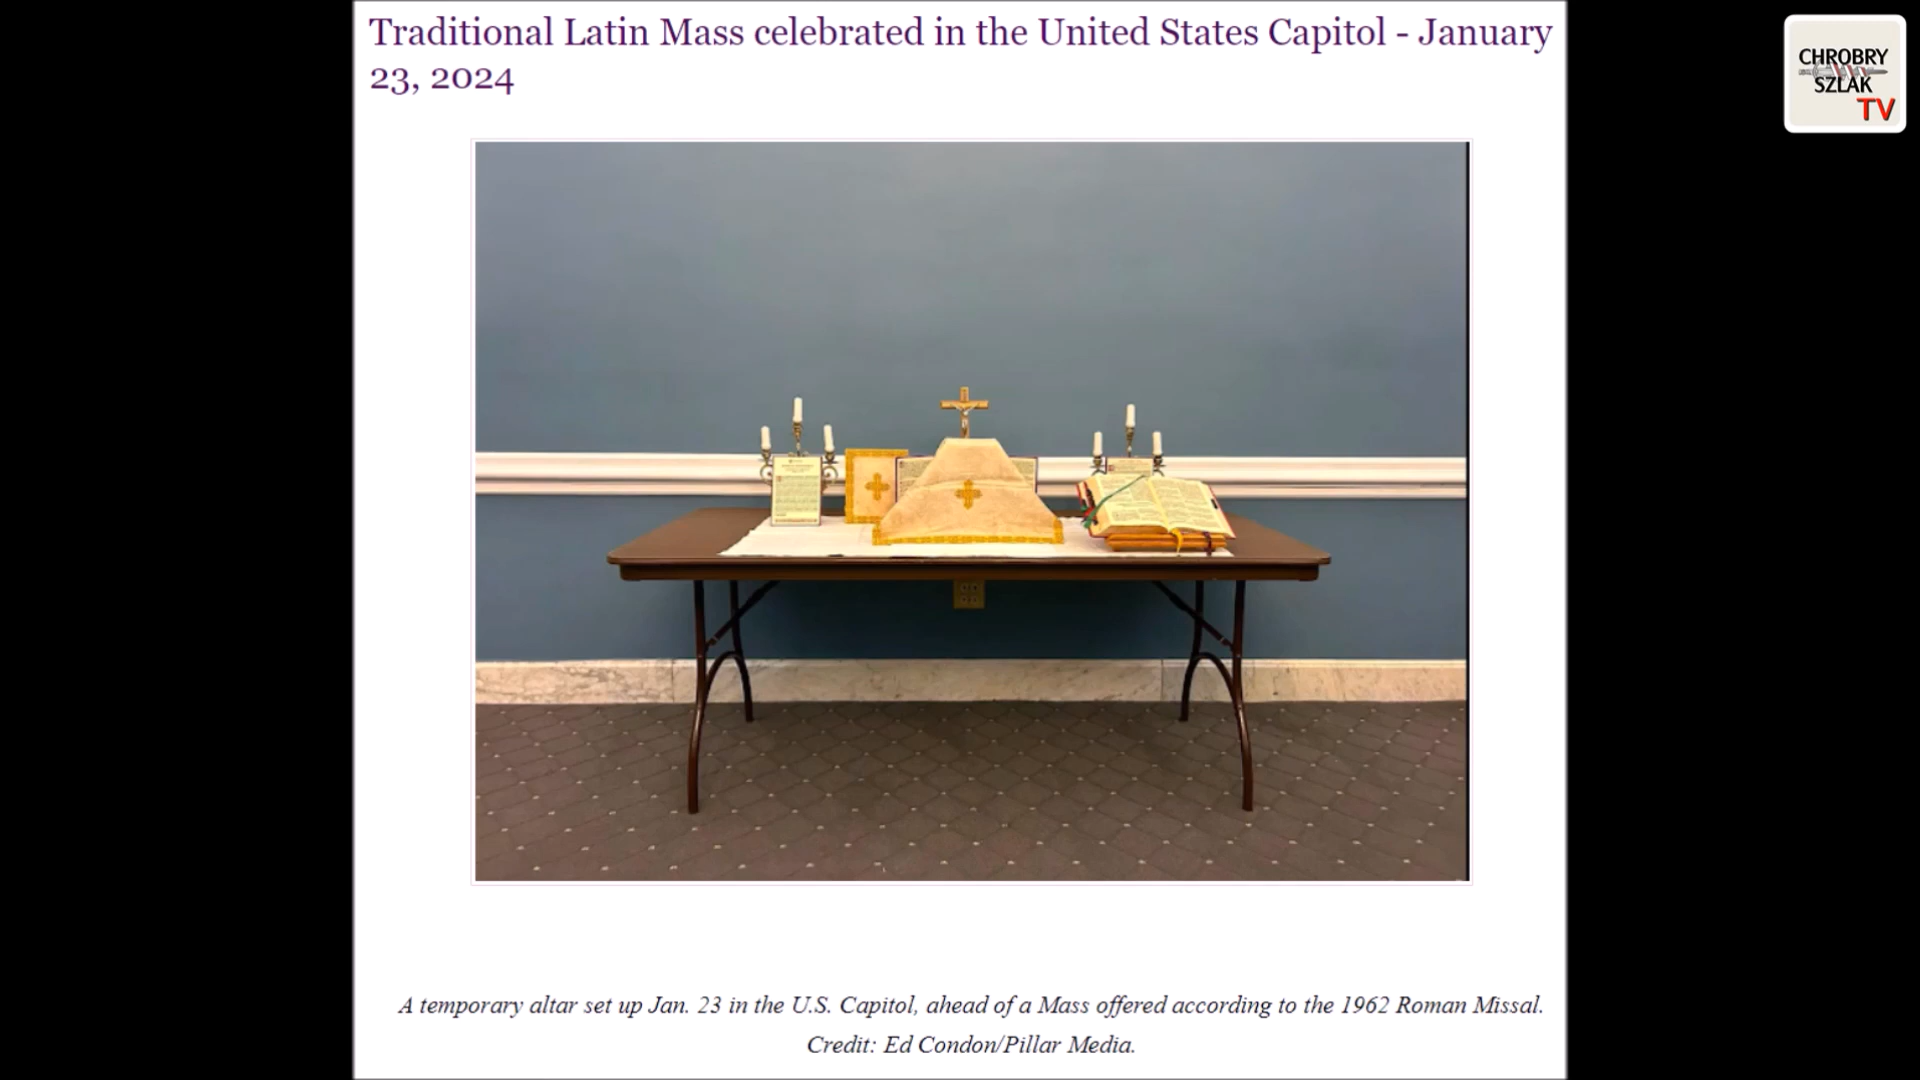 Traditional Latin Mass celebrated in the United States Capitol - January
23, 2024
CHROBRY
SZLAK
TV
A temporary altar set up Jan. 23 in the U.S. Capitol, ahead of a Mass offered according to the 1962 Roman Missal.
Credit: Ed Condon/Pillar Media.